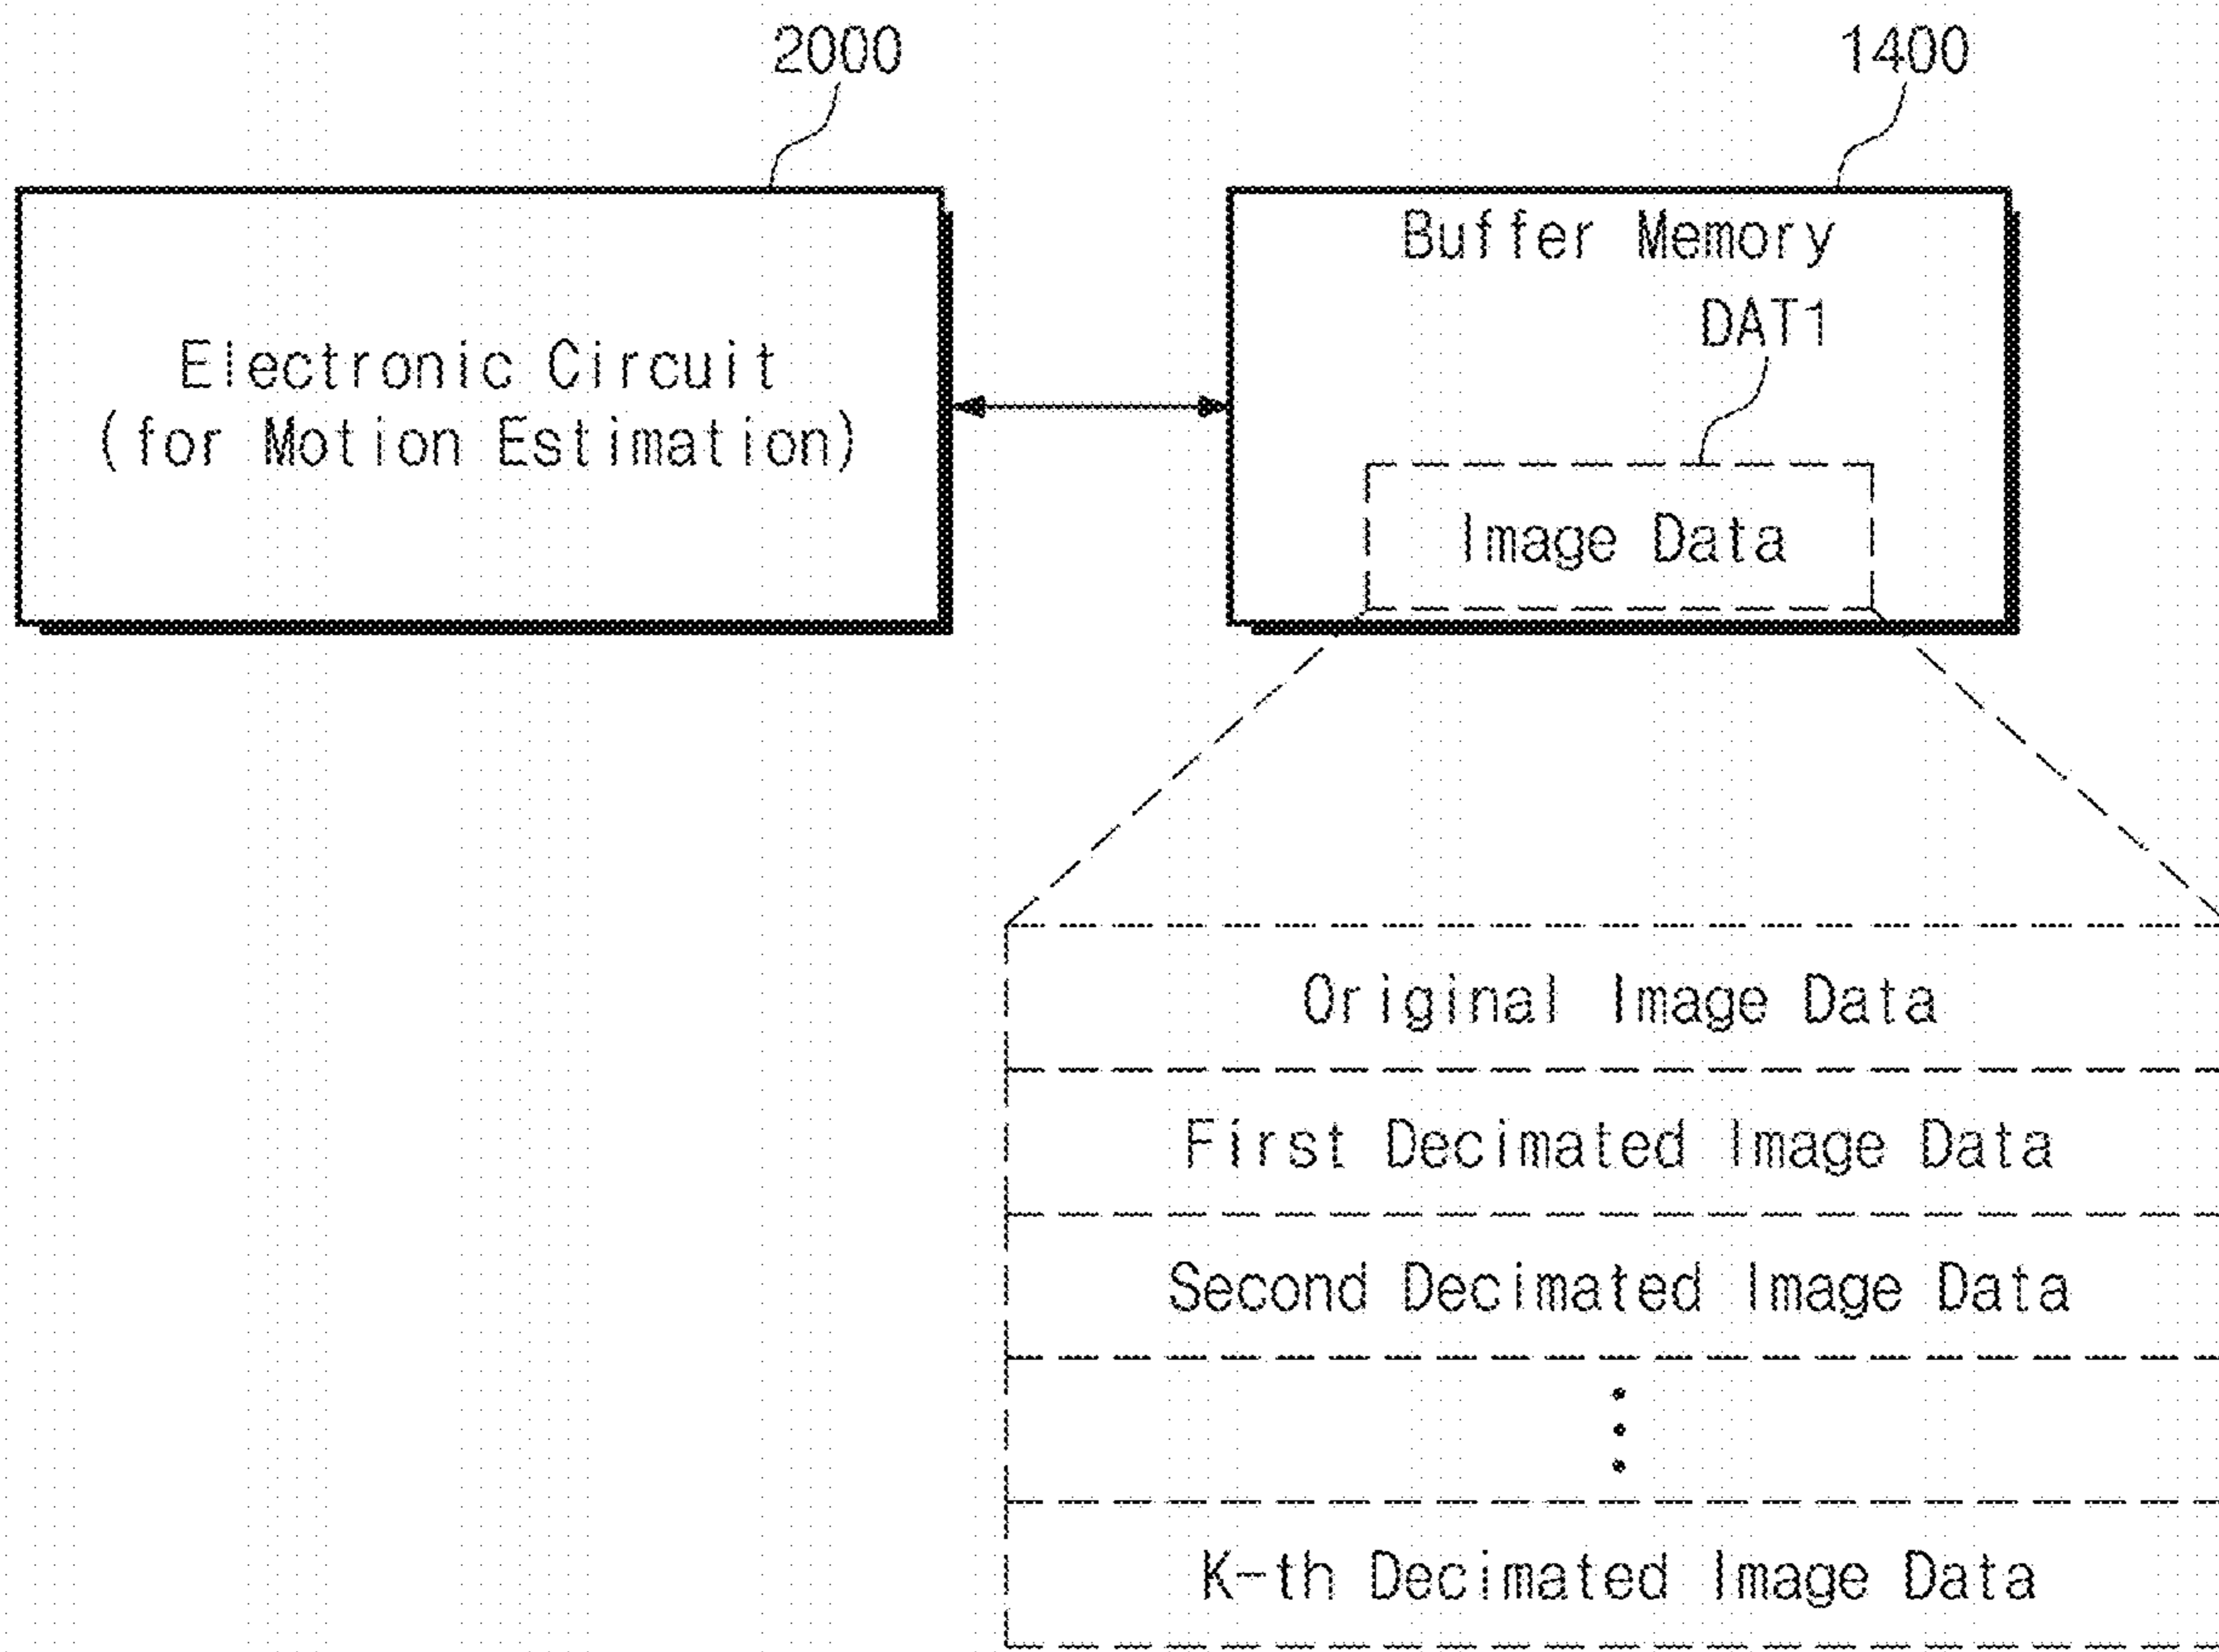 2000
1400
Electronic Circuit
(for Motion Estimation)
Buffer Memory
DAT1
Image Data
Original Image Data
First Decimated Image Data
Second Decimated Image Data
K-th Decimated Image Data